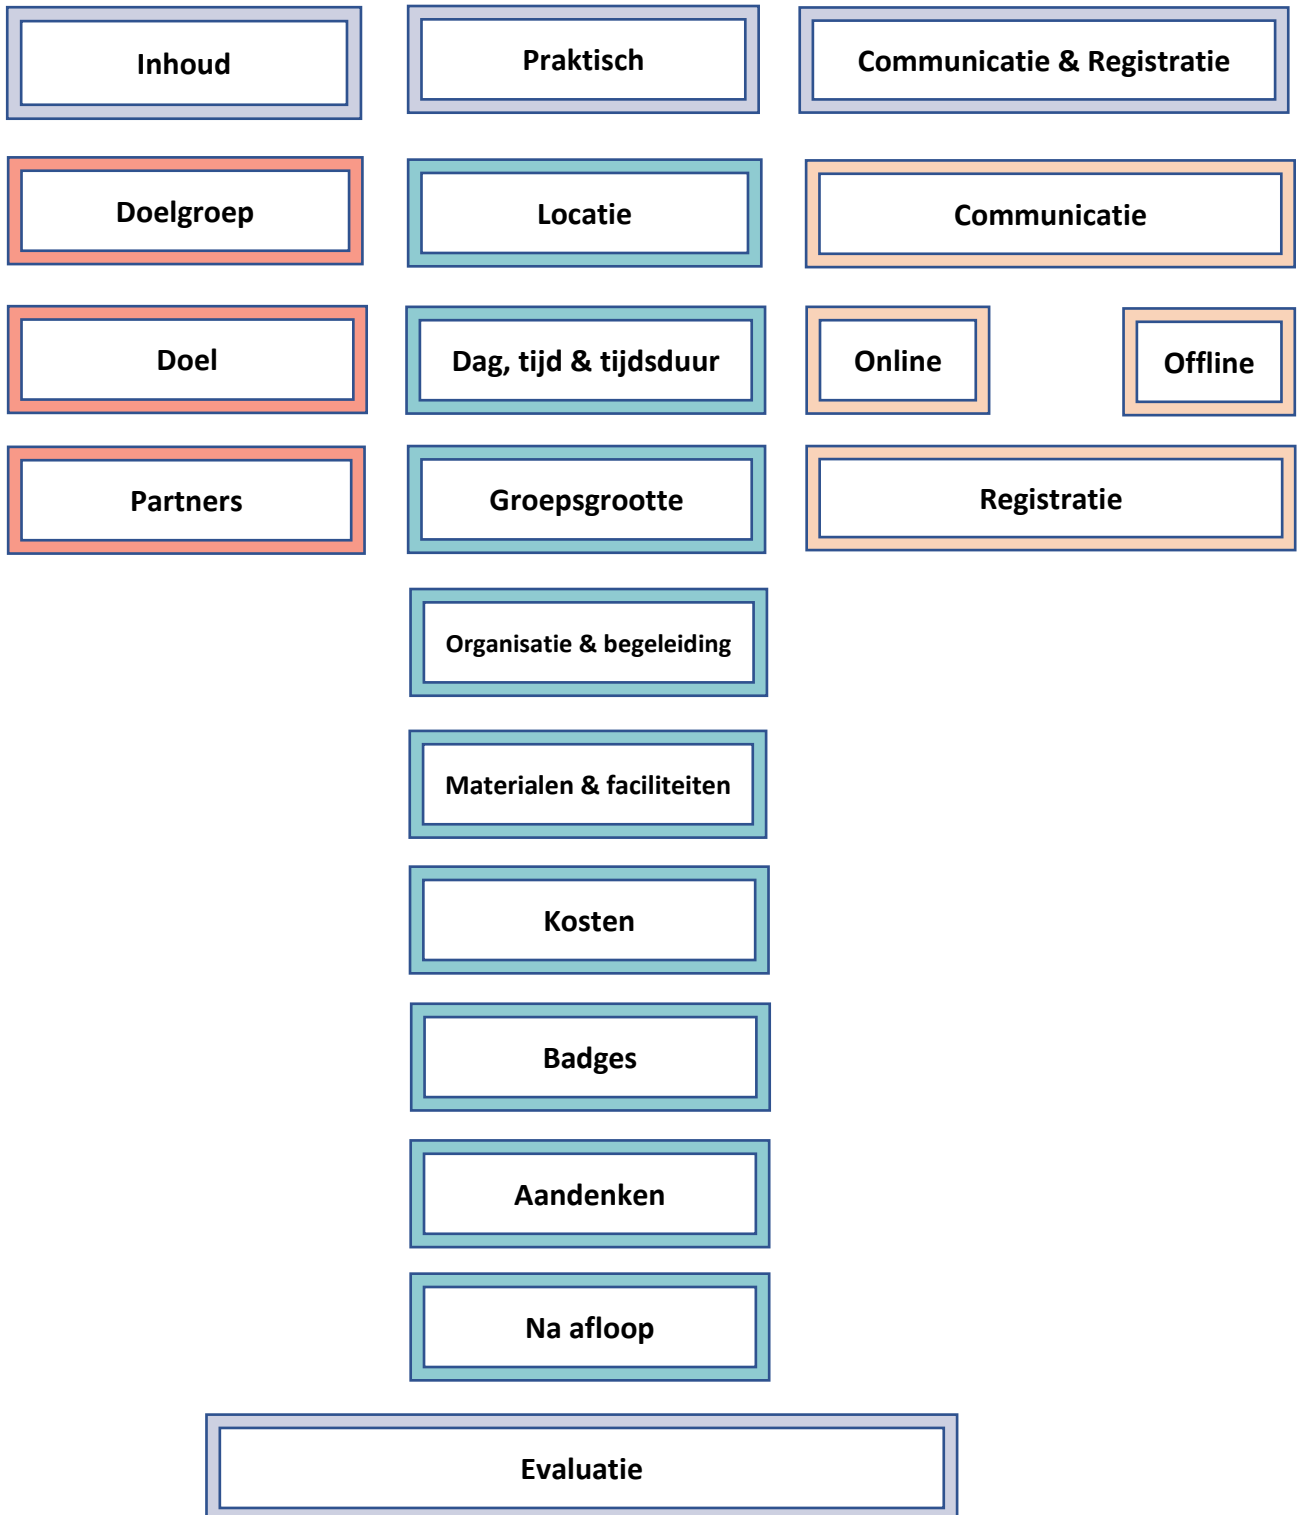 Inhoud
Praktisch
Communicatie & Registratie
Doelgroep
Locatie
Communicatie
Doel
Dag, tijd & tijdsduur
Online
Offline
Partners
Groepsgrootte
Registratie
Organisatie & begeleiding
Materialen & faciliteiten
Kosten
Badges
Aandenken
Na afloop
Evaluatie